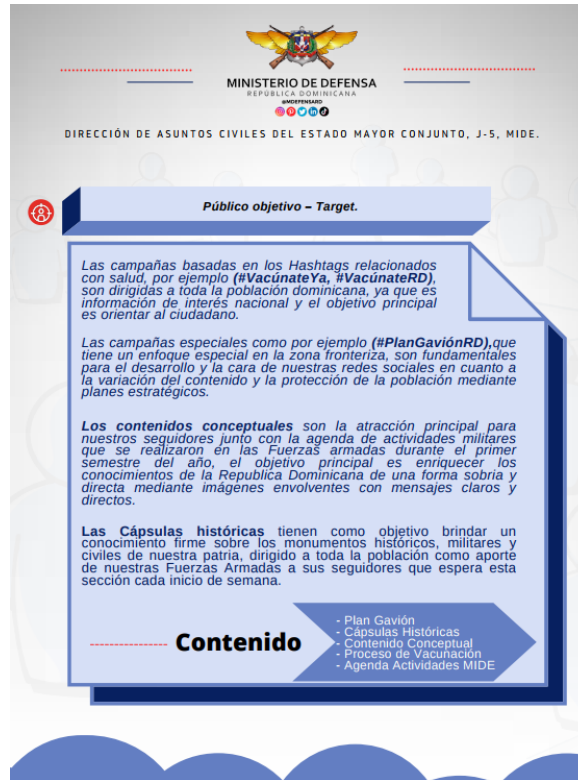 MINISTERIO DE DEFENSA
REPÚBLICA DOMINICANA
@MDEFENSARD
DIRECCIÓN DE ASUNTOS CIVILES DEL ESTADO MAYOR CONJUNTO, J-5, MIDE.
Público objetivo – Target.
Las campañas basadas en los Hashtags relacionados
con salud, por ejemplo (#VacúnateYa, #VacúnateRD),
son dirigidas a toda la población dominicana, ya que es
información de interés nacional y el objetivo principal
es orientar al ciudadano.
Las campañas especiales como por ejemplo (#PlanGaviónRD),que
tiene un enfoque especial en la zona fronteriza, son fundamentales
para el desarrollo y la cara de nuestras redes sociales en cuanto a
la variación del contenido y la protección de la población mediante
planes estratégicos.
Los contenidos conceptuales son la atracción principal para
nuestros seguidores junto con la agenda de actividades militares
que se realizaron en las Fuerzas armadas durante el primer
semestre del año, el objetivo principal es enriquecer los
conocimientos de la Republica Dominicana de una forma sobria y
directa mediante imágenes envolventes con mensajes claros y
directos.
Las Cápsulas históricas tienen como objetivo brindar un
conocimiento firme sobre los monumentos históricos, militares y
civiles de nuestra patria, dirigido a toda la población como aporte
de nuestras Fuerzas Armadas a sus seguidores que espera esta
sección cada inicio de semana.
Contenido
- Plan Gavión
- Cápsulas Históricas
- Contenido Conceptual
- Proceso de Vacunación
- Agenda Actividades MIDE